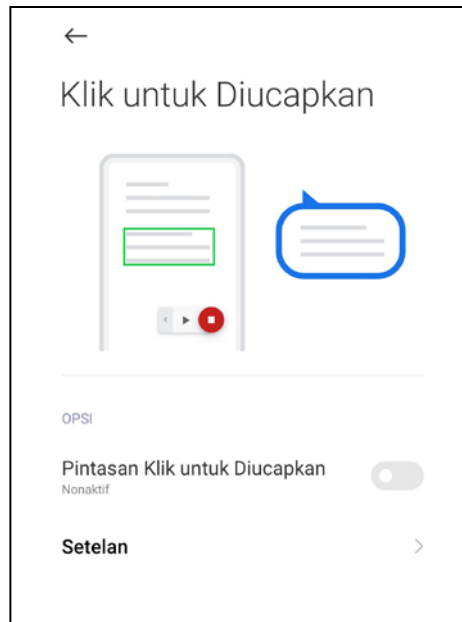 Klik untuk Diucapkan
OPSI
Pintasan Klik untuk Diucapkan
Nonaktif
Setelan